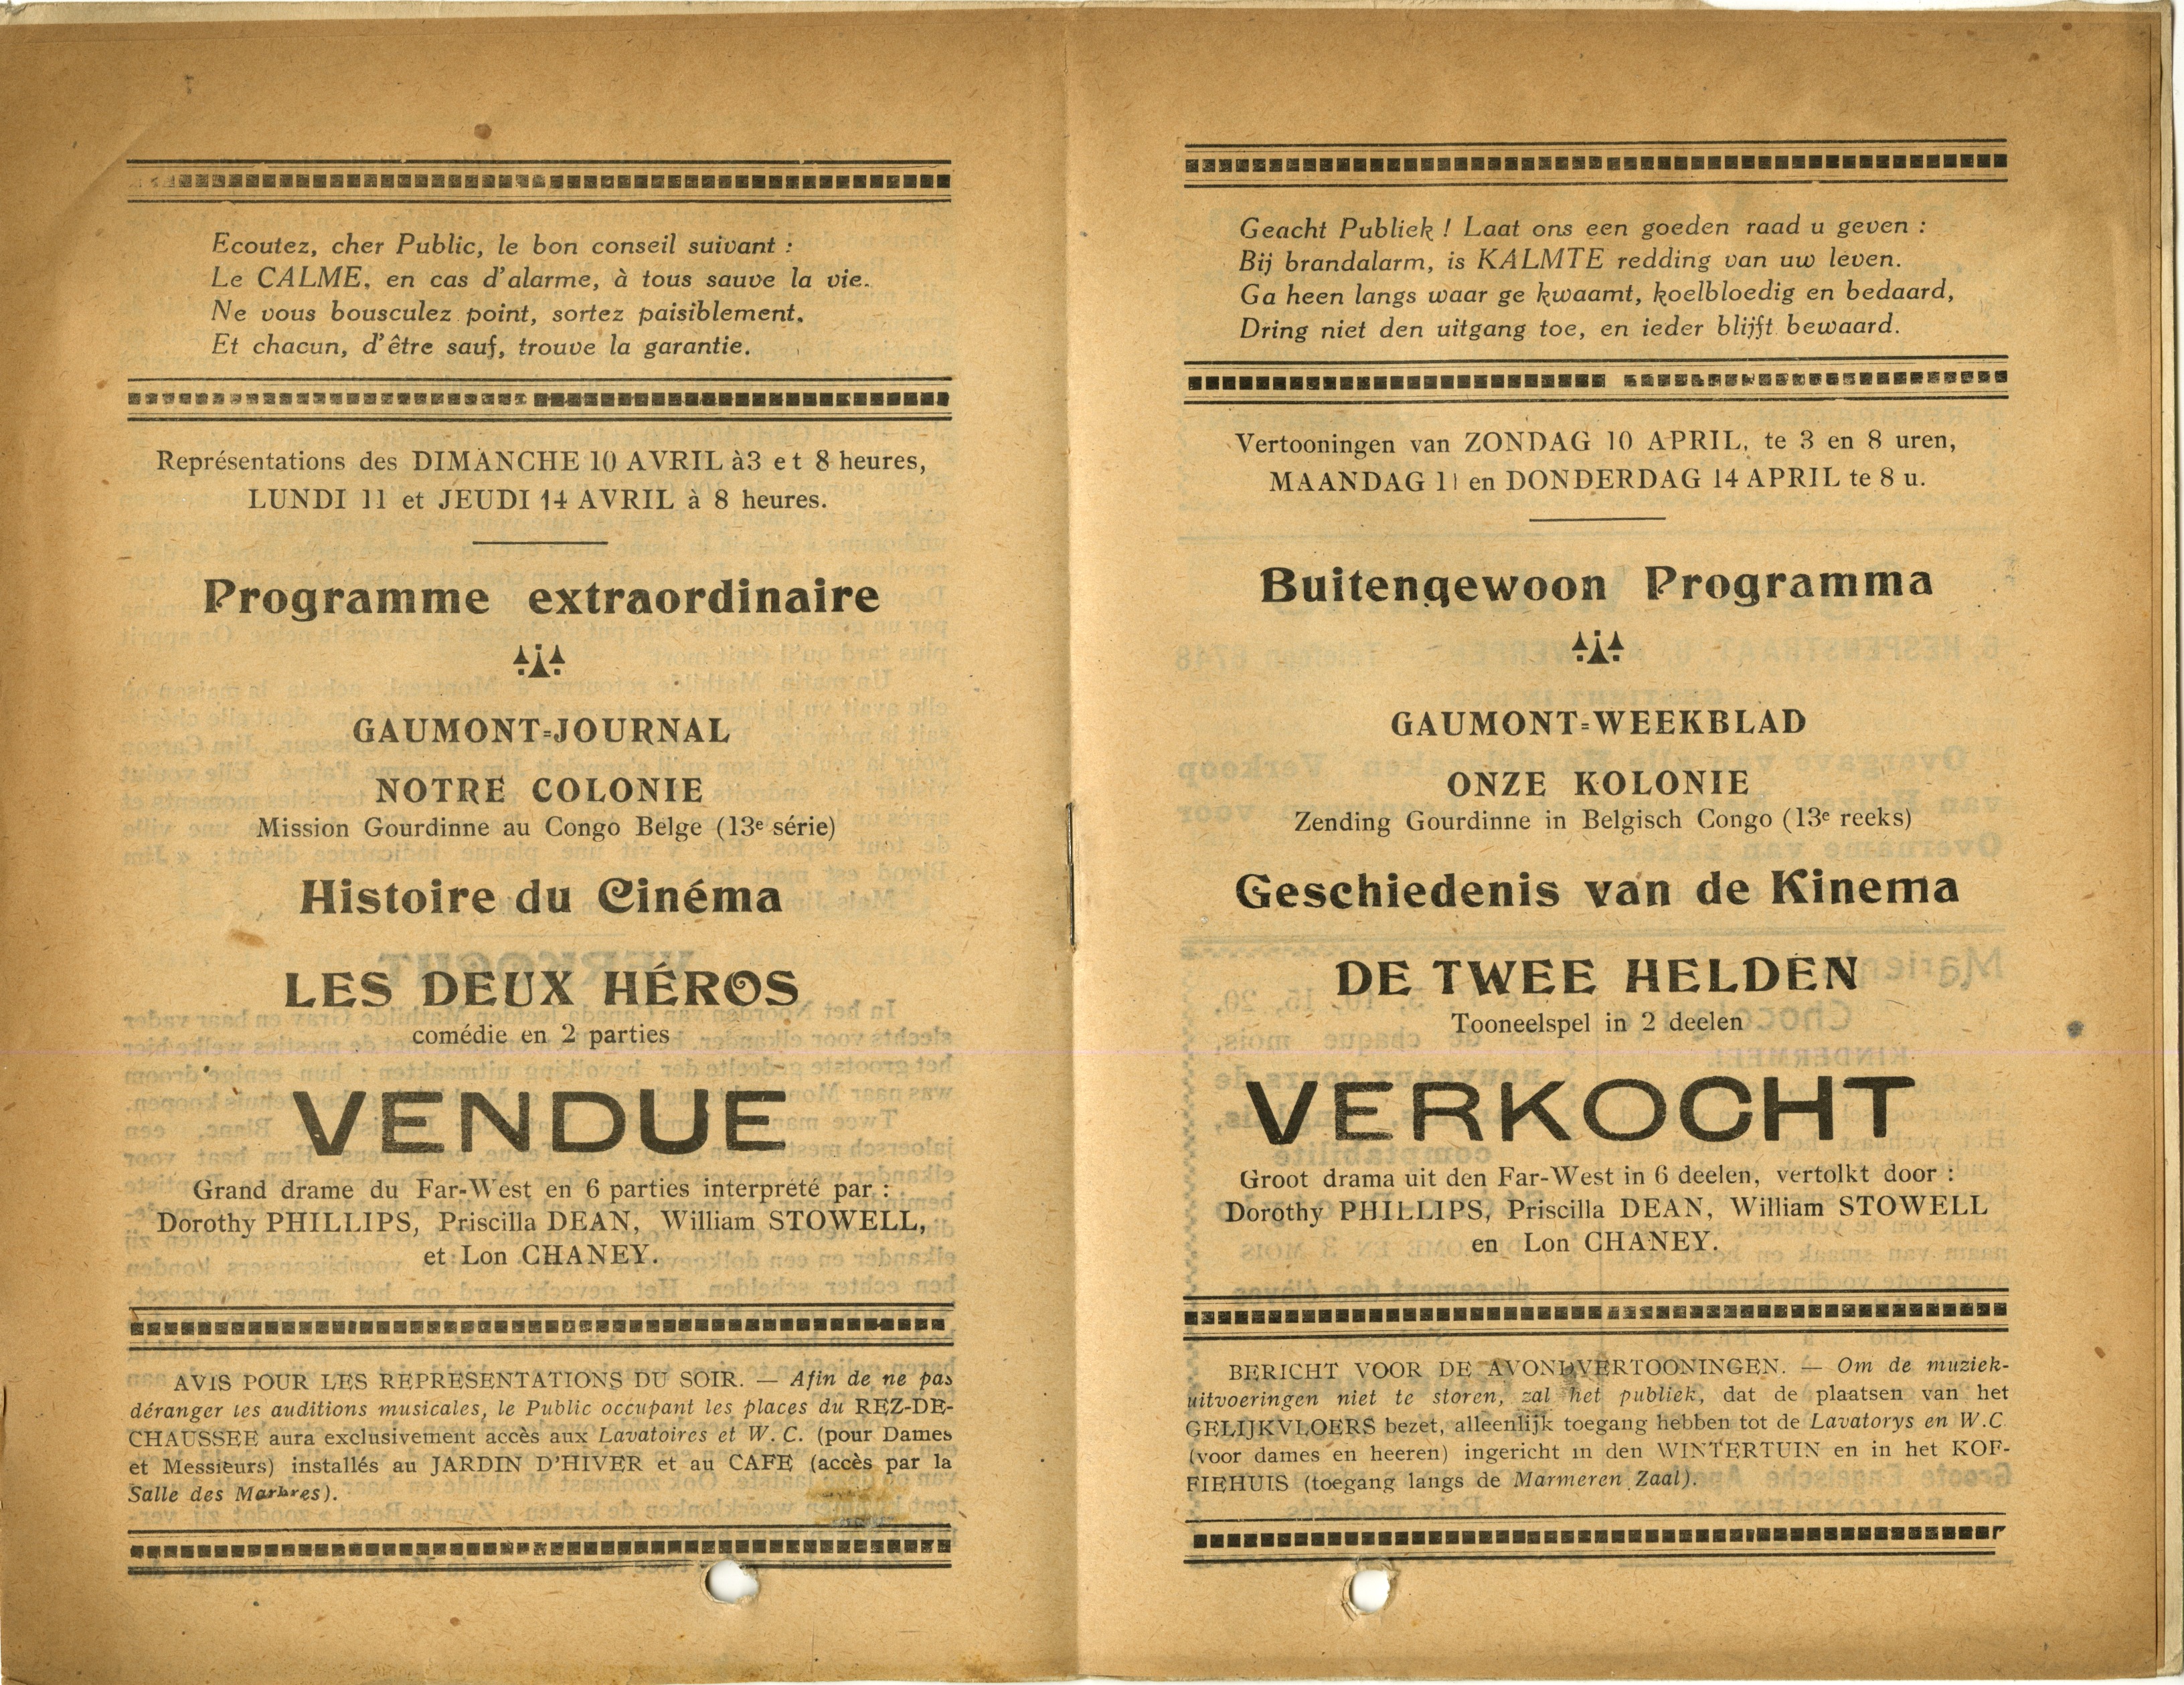 Ecoutez, cher Public, le bon conseil suivant :
Le CALME, en cas d'alarme, à tous sauve la vie.
Ne vous bousculez point, sortez paisiblement,
Et chacun, d'être sauf, trouve la garantie.
Représentations des DIMANCHE 10 AVRIL à3 et 8 heures,
LUNDI 11 et JEUDI 14 AVRIL à 8 heures.
Programme extraordinaire
GAUMONT=JOURNAL
NOTRE COLONIE
Mission Gourdinne au Congo Belge (13e série)
Histoire du Cinéma
LES DEUX HÉROS
comédie en 2 parties
VENDUE
Grand drame du Far-West en 6 parties interprété par :
Dorothy PHILLIPS, Priscilla DEAN, William STOWELL,
et Lon CHANEY.
AVIS POUR LES REPRÉSENTATIONS DU SOIR. — Afin de ne pas
déranger les auditions musicales, le Public occupant les places du REZ-DE-
CHAUSSEE aura exclusivement accès aux Lavatoires et W. C. (pour Dames
et Messieurs) installés au JARDIN D'HIVER et au CAFE (accès par la
Salle des Marbres).
Geacht Publiek ! Laat ons een goeden raad u geven :
Bij brandalarm, is KALMTE redding van uw leven.
Ga heen langs waar ge kwaamt, koelbloedig en bedaard,
Dring niet den uitgang toe, en ieder blijft bewaard.
Vertooningen van ZONDAG 10 APRIL, te 3 en 8 uren,
MAANDAG 11 en DONDERDAG 14 APRIL te 8 u.
Buitengewoon Programma
GAUMONT=WEEKBLAD
ONZE KOLONIE
Zending Gourdinne in Belgisch Congo (13e reeks)
Geschiedenis van de Kinema
DE TWEE HELDEN
Tooneelspel in 2 deelen
VERKOCHT
Groot drama uit den Far-West in 6 deelen, vertolkt door :
Dorothy PHILLIPS, Priscilla DEAN, William STOWELL
en Lon CHANEY.
BERICHT VOOR DE AVONDVERTOONINGEN. — Om de muziek-
uitvoeringen niet te storen, zal het publiek, dat de plaatsen van het
GELIJKVLOERS bezet, alleenlijk toegang hebben tot de Lavatorys en W.C
(voor dames en heeren) ingericht in den WINTERTUIN en in het KOF-
FIEHUIS (toegang langs de Marmeren Zaal).